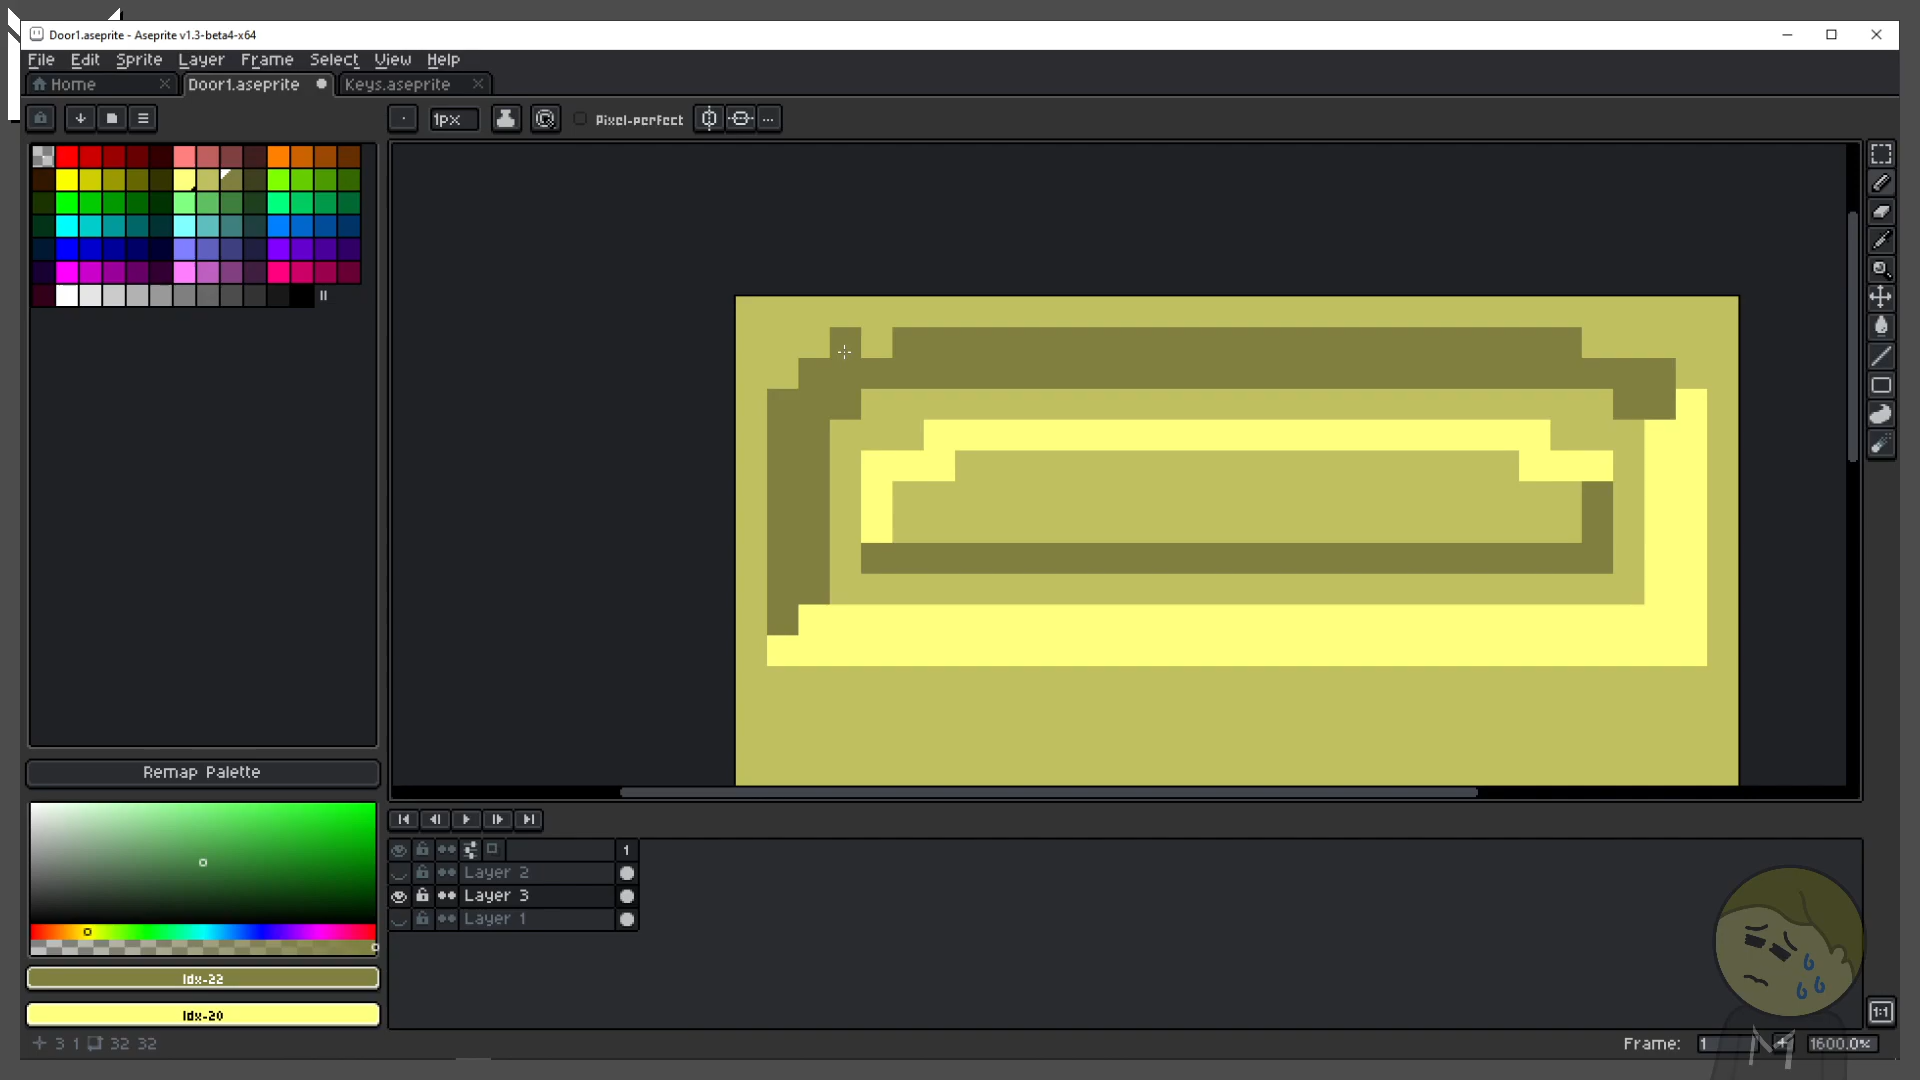 Door1.aseprite - Aseprite v1.3-beta4-x64
File Edit Sprite Layer Frame Select View Help
Home Door1.aseprite Keys.aseprite
1px Pixel-perfect
Remap Palette
1
Layer 2
Layer 3
Layer 1
Idx-22
Idx-20
3 1 32 32
Frame: 1 1600.0%
1:1